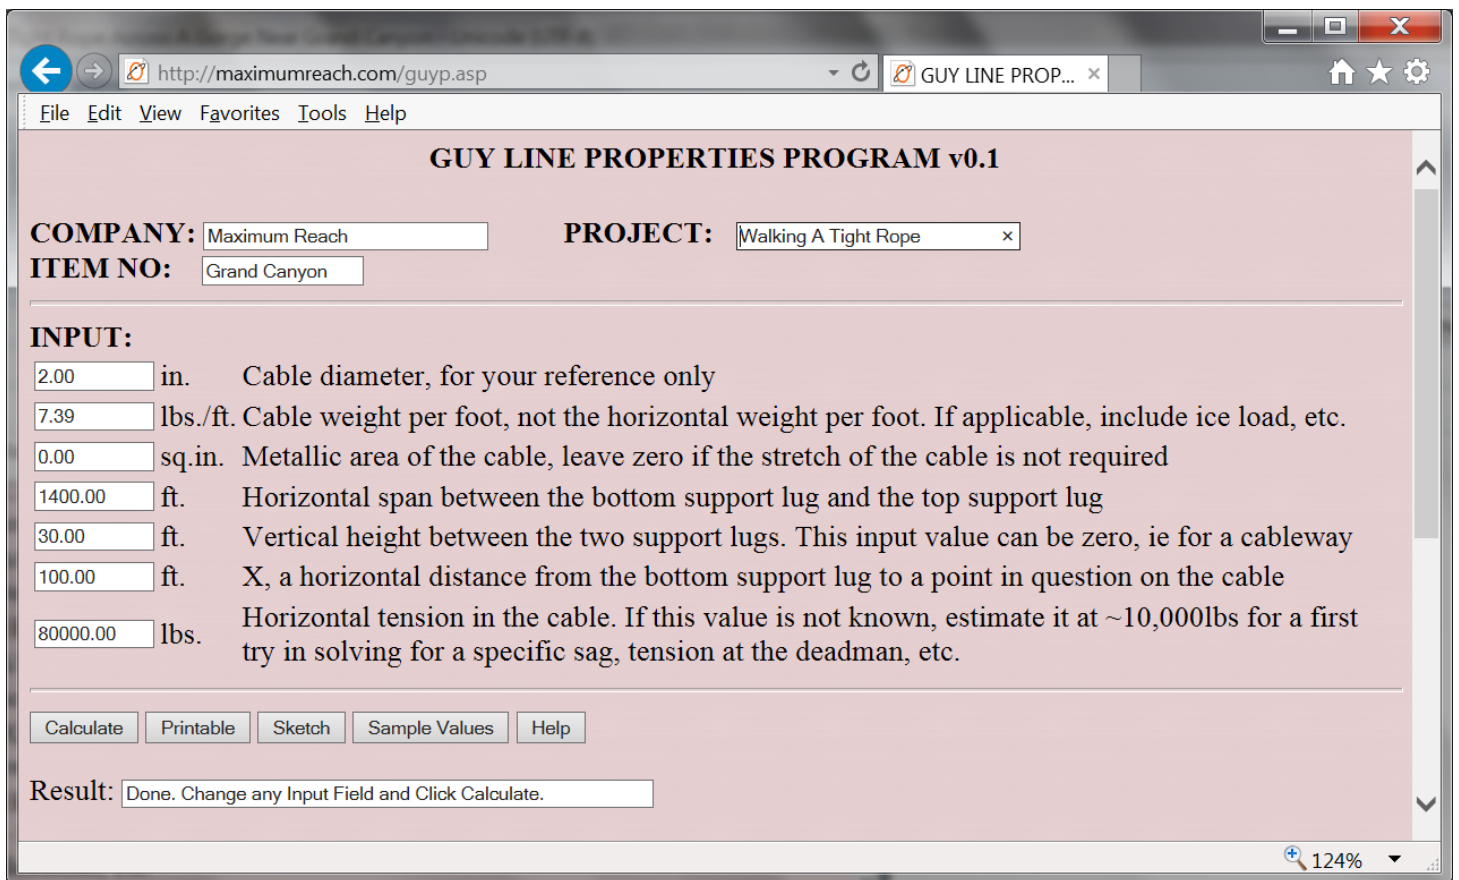 http://maximumreach.com/guyp.asp
GUY LINE PROP...
File Edit View Favorites Tools Help
GUY LINE PROPERTIES PROGRAM v0.1
COMPANY: Maximum Reach PROJECT: Walking A Tight Rope
ITEM NO: Grand Canyon
INPUT:
2.00 in. Cable diameter, for your reference only
7.39 lbs./ft. Cable weight per foot, not the horizontal weight per foot. If applicable, include ice load, etc.
0.00 sq.in. Metallic area of the cable, leave zero if the stretch of the cable is not required
1400.00 ft. Horizontal span between the bottom support lug and the top support lug
30.00 ft. Vertical height between the two support lugs. This input value can be zero, ie for a cableway
100.00 ft. X, a horizontal distance from the bottom support lug to a point in question on the cable
80000.00 lbs. Horizontal tension in the cable. If this value is not known, estimate it at ~10,000lbs for a first
try in solving for a specific sag, tension at the deadman, etc.
Calculate Printable Sketch Sample Values Help
Result: Done. Change any Input Field and Click Calculate.
124%